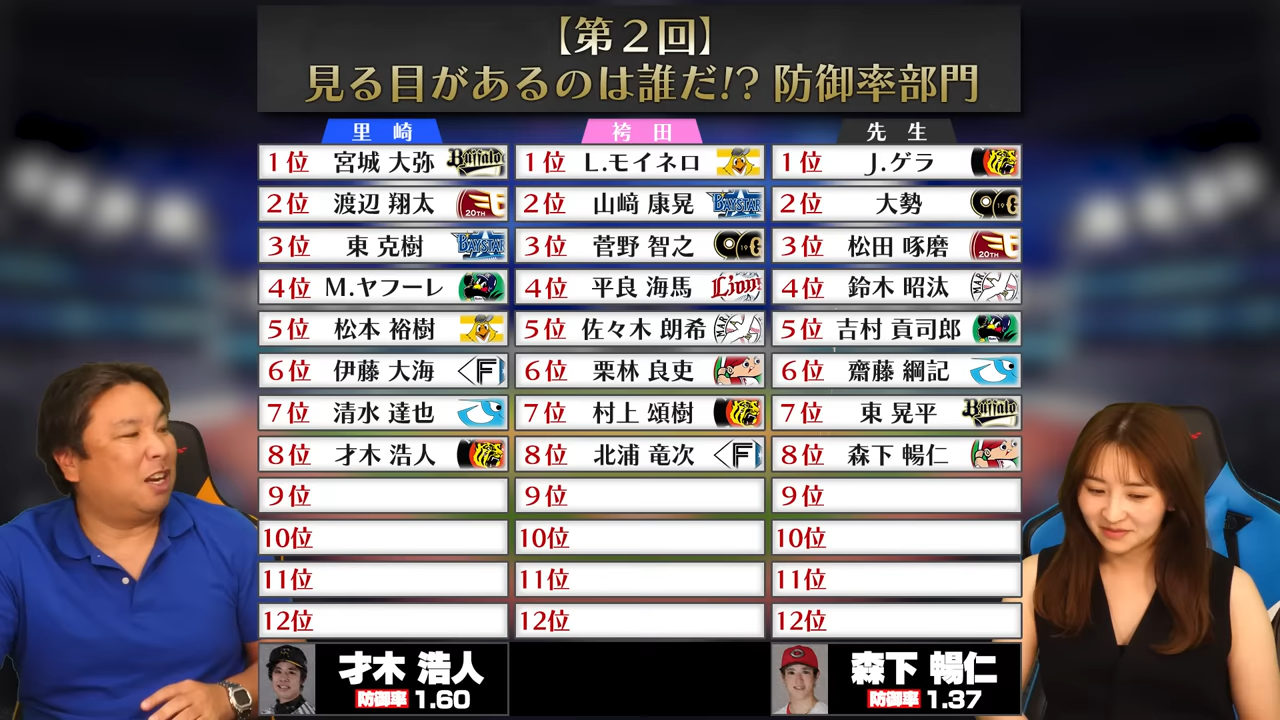 【第2回】
見る目があるのは誰だ!? 防御率部門
里崎
1位 宮城 大弥 Buffalo
2位 渡辺 翔太 20TH
3位 東 克樹 BAYSTAR
4位 M.ヤフーレ
5位 松本 裕樹
6位 伊藤 大海 F
7位 清水 達也
8位 才木 浩人
9位
10位
11位
12位
才木 浩人
防御率 1.60
袴田
1位 L.モイネロ
2位 山﨑 康晃 BAYSTAR
3位 菅野 智之 19
4位 平良 海馬 Lions
5位 佐々木 朗希 MAR
6位 栗林 良吏
7位 村上 頌樹
8位 北浦 竜次 F
9位
10位
11位
12位
先生
1位 J.ゲラ
2位 大勢 19
3位 松田 啄磨 20TH
4位 鈴木 昭汰 MAR
5位 吉村 貢司郎
6位 齋藤 綱記
7位 東 晃平 Buffalo
8位 森下 暢仁
9位
10位
11位
12位
森下 暢仁
防御率 1.37